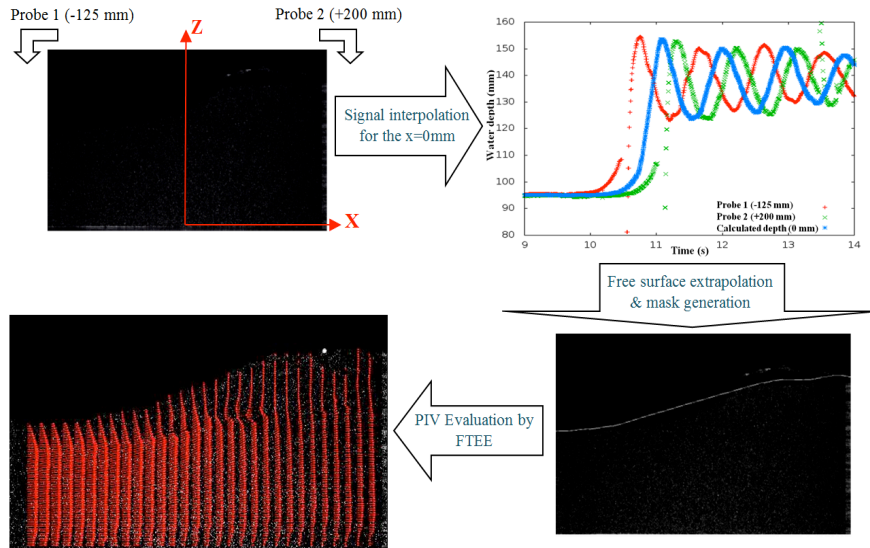 Probe 1 (-125 mm)
Probe 2 (+200 mm)
Z
X
Signal interpolation
for the x=0mm
Water depth (mm)
160
150
140
130
120
110
100
90
80
9
10
11
12
13
14
Time (s)
Probe 1 (-125 mm)
Probe 2 (+200 mm)
Calculated depth (0 mm)
Free surface extrapolation
& mask generation
PIV Evaluation by
FTEE